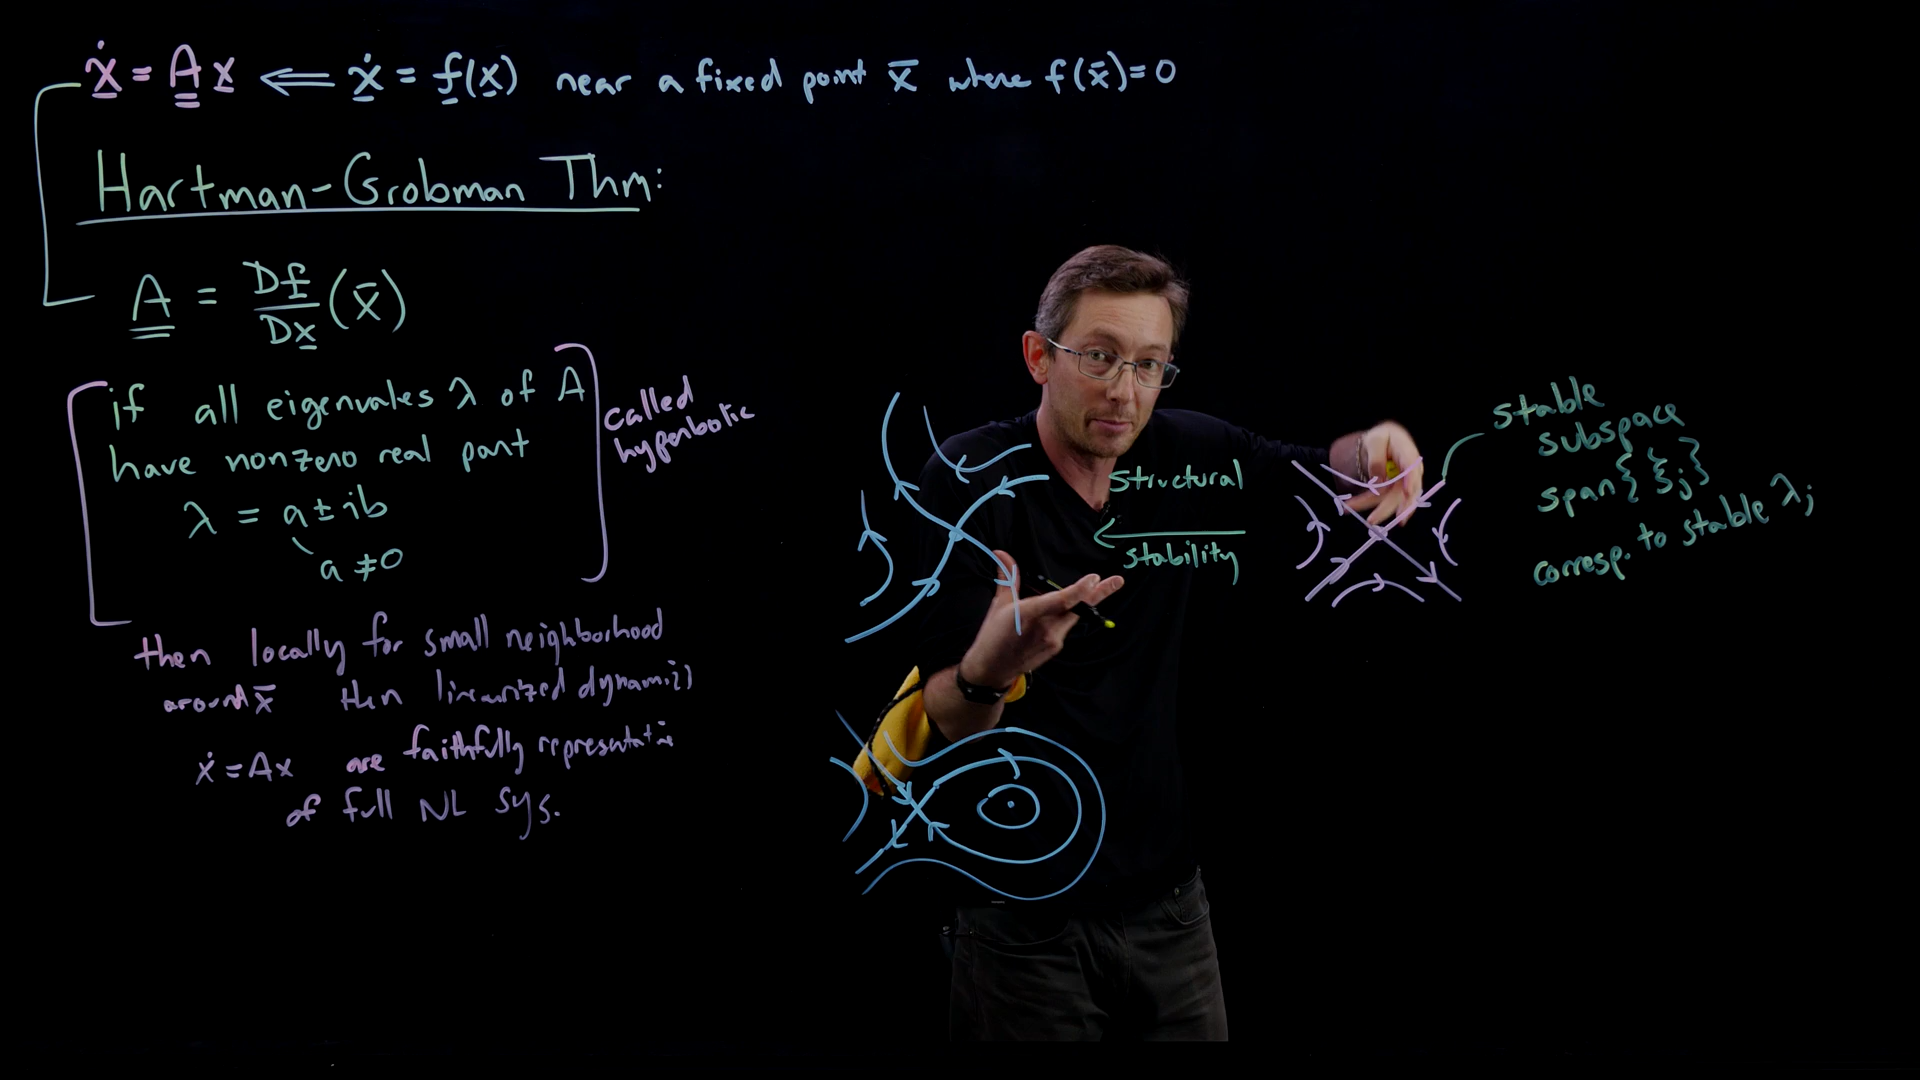 ẋ = A x ⟸ ẋ = f(x) near a fixed point x̄ where f(x̄)=0
Hartman-Grobman Thm:
A = Df/Dx (x̄)
if all eigenvales λ of A
have nonzero real part
λ = a ± ib
a ≠ 0
called
hyperbolic
then locally for small neighborhood
around x̄ then linearized dynamics
ẋ = Ax are faithfully representative
of full NL sys.
structural
stability
stable
subspace
span{ξj}
corresp. to stable λj